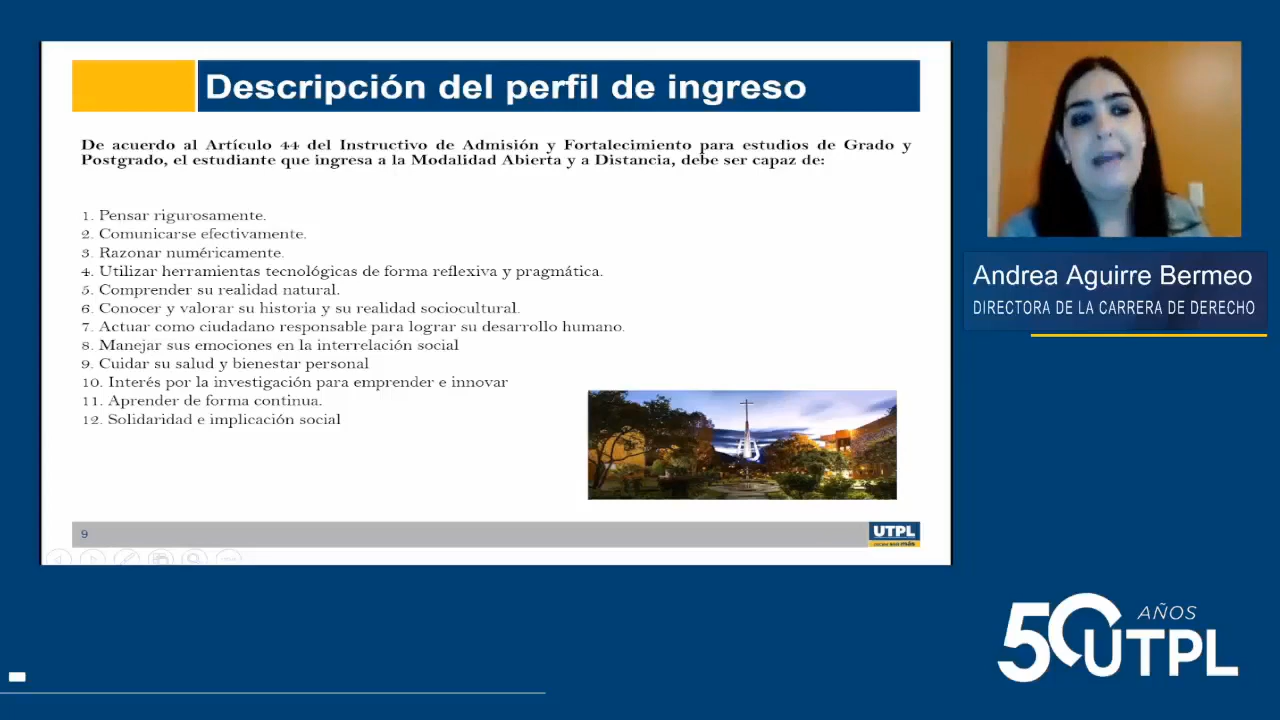 Descripción del perfil de ingreso
De acuerdo al Artículo 44 del Instructivo de Admisión y Fortalecimiento para estudios de Grado y
Postgrado, el estudiante que ingresa a la Modalidad Abierta y a Distancia, debe ser capaz de:
1. Pensar rigurosamente.
2. Comunicarse efectivamente.
3. Razonar numéricamente.
4. Utilizar herramientas tecnológicas de forma reflexiva y pragmática.
5. Comprender su realidad natural.
6. Conocer y valorar su historia y su realidad sociocultural.
7. Actuar como ciudadano responsable para lograr su desarrollo humano.
8. Manejar sus emociones en la interrelación social
9. Cuidar su salud y bienestar personal
10. Interés por la investigación para emprender e innovar
11. Aprender de forma continua.
12. Solidaridad e implicación social
9
UTPL
Andrea Aguirre Bermeo
DIRECTORA DE LA CARRERA DE DERECHO
50 AÑOS
UTPL